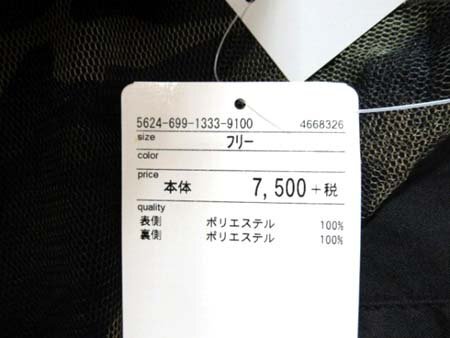 5624-699-1333-9100 4668326
size フリー
color
price
本体 7,500+税
quality
表側 ポリエステル 100%
裏側 ポリエステル 100%